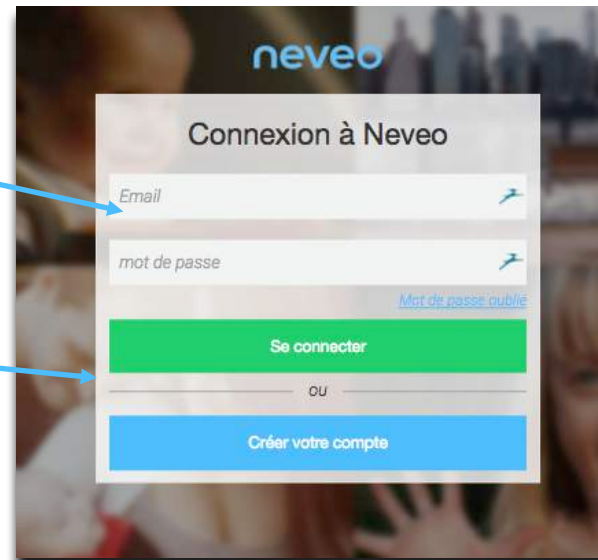 neveo
Connexion à Neveo
Email
mot de passe
Mot de passe oublié
Se connecter
ou
Créer votre compte